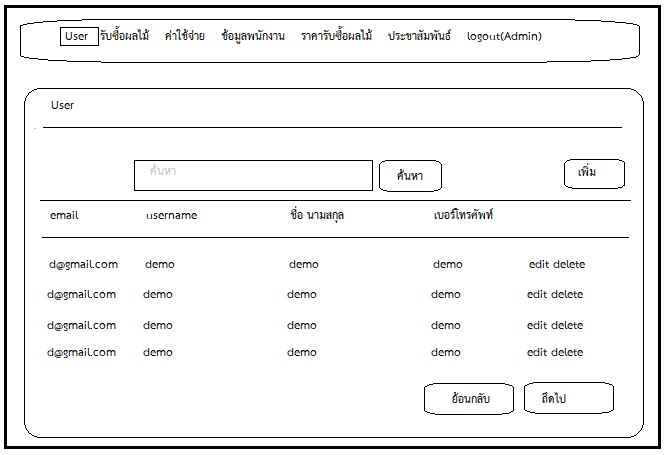 User รับซื้อผลไม้ ค่าใช้จ่าย ข้อมูลพนักงาน ราคารับซื้อผลไม้ ประชาสัมพันธ์ logout(Admin)
User
ค้นหา ค้นหา เพิ่ม
email username ชื่อ นามสกุล เบอร์โทรศัพท์
d@gmail.com demo demo demo edit delete
d@gmail.com demo demo demo edit delete
d@gmail.com demo demo demo edit delete
d@gmail.com demo demo demo edit delete
ย้อนกลับ ถึดไป